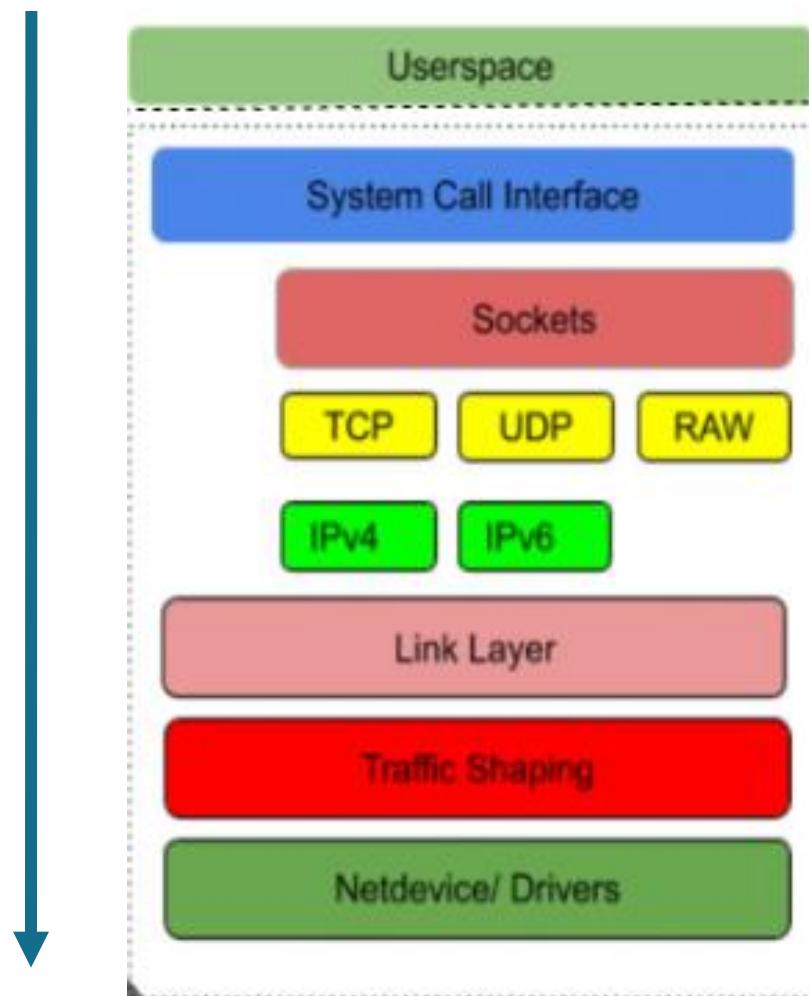 Userspace
System Call Interface
Sockets
TCP UDP RAW
IPv4 IPv6
Link Layer
Traffic Shaping
Netdevice/ Drivers